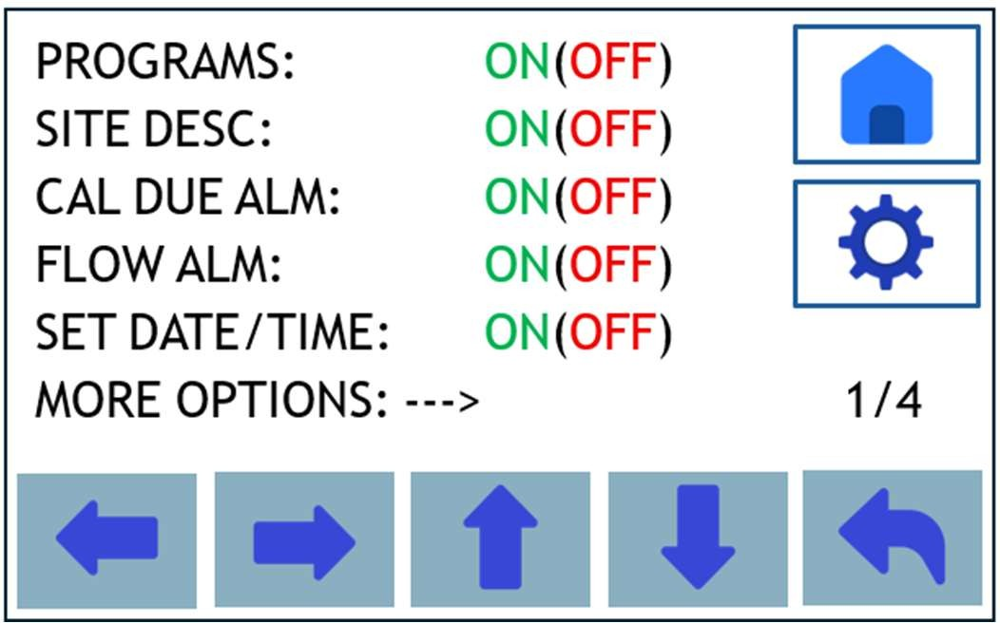 PROGRAMS: ON(OFF)
SITE DESC: ON(OFF)
CAL DUE ALM: ON(OFF)
FLOW ALM: ON(OFF)
SET DATE/TIME: ON(OFF)
MORE OPTIONS: ---> 1/4